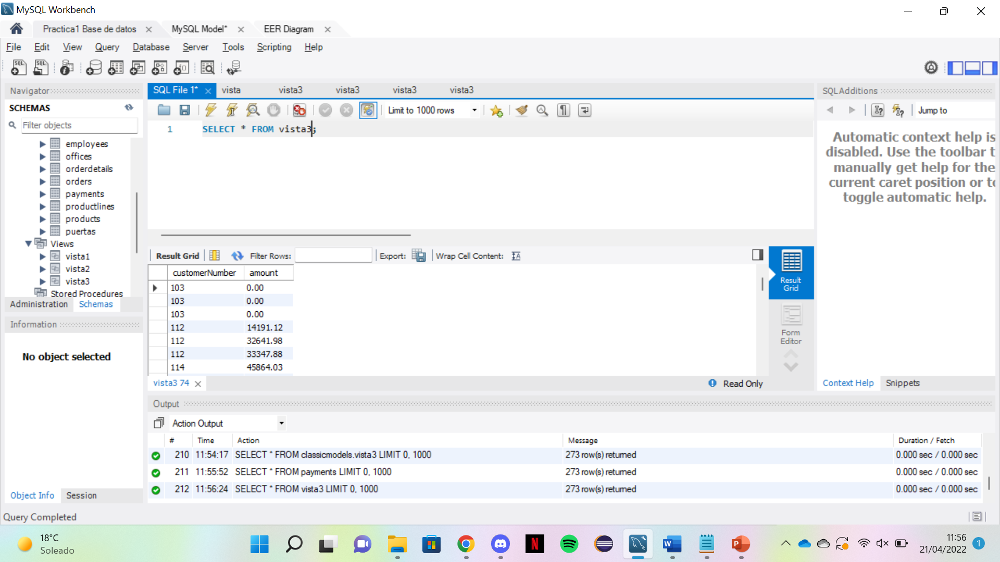 MySQL Workbench
Practica1 Base de datos
MySQL Model*
EER Diagram
File Edit View Query Database Server Tools Scripting Help
Navigator
SCHEMAS
Filter objects
employees
offices
orderdetails
orders
payments
productlines
products
puertas
Views
vista1
vista2
vista3
Stored Procedures
Administration Schemas
Information
No object selected
Object Info Session
SQL File 1* vista vista3 vista3 vista3 vista3
Limit to 1000 rows
1 SELECT * FROM vista3;
Result Grid Filter Rows: Export: Wrap Cell Content:
customerNumber amount
103 0.00
103 0.00
103 0.00
112 14191.12
112 32641.98
112 33347.88
114 45864.03
Result
Grid
Form
Editor
vista3 74
Read Only
SQLAdditions
Jump to
Automatic context help is
disabled. Use the toolbar t
manually get help for the
current caret position or to
toggle automatic help.
Context Help Snippets
Output
Action Output
# Time Action Message Duration / Fetch
210 11:54:17 SELECT * FROM classicmodels.vista3 LIMIT 0, 1000 273 row(s) returned 0.000 sec / 0.000 sec
211 11:55:52 SELECT * FROM payments LIMIT 0, 1000 273 row(s) returned 0.000 sec / 0.000 sec
212 11:56:24 SELECT * FROM vista3 LIMIT 0, 1000 273 row(s) returned 0.000 sec / 0.000 sec
Query Completed
18°C
Soleado
11:56
21/04/2022
1